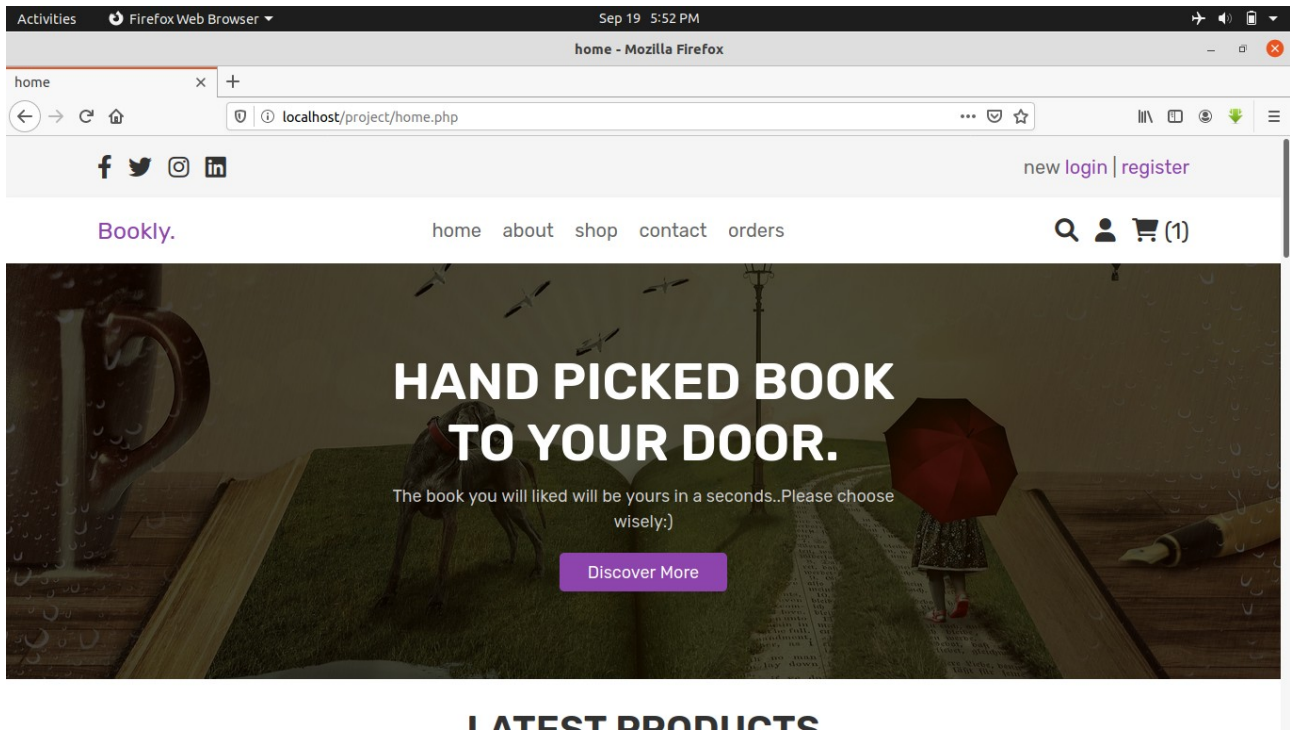 Activities Firefox Web Browser Sep 19 5:52 PM
home - Mozilla Firefox
home
localhost/project/home.php
new login | register
Bookly. home about shop contact orders (1)
HAND PICKED BOOK
TO YOUR DOOR.
The book you will liked will be yours in a seconds..Please choose
wisely:)
Discover More
LATEST PRODUCTS